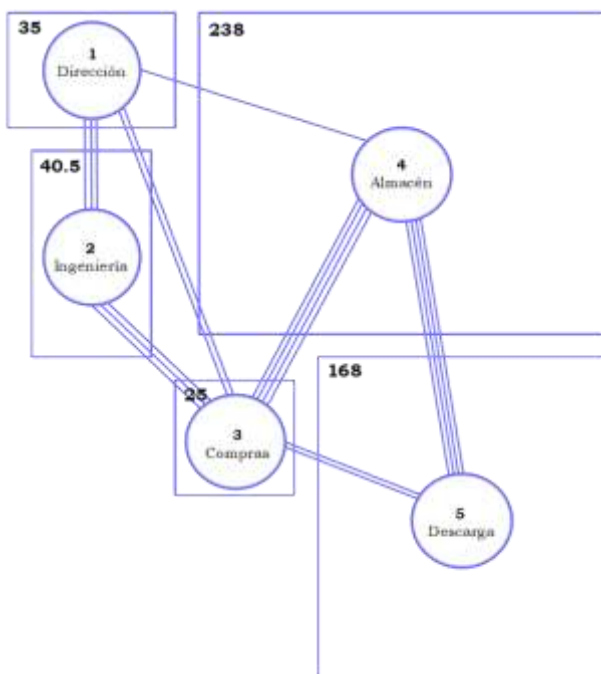 35
1
Dirección
238
4
Almacén
40.5
2
Ingeniería
168
25
3
Compras
5
Descarga